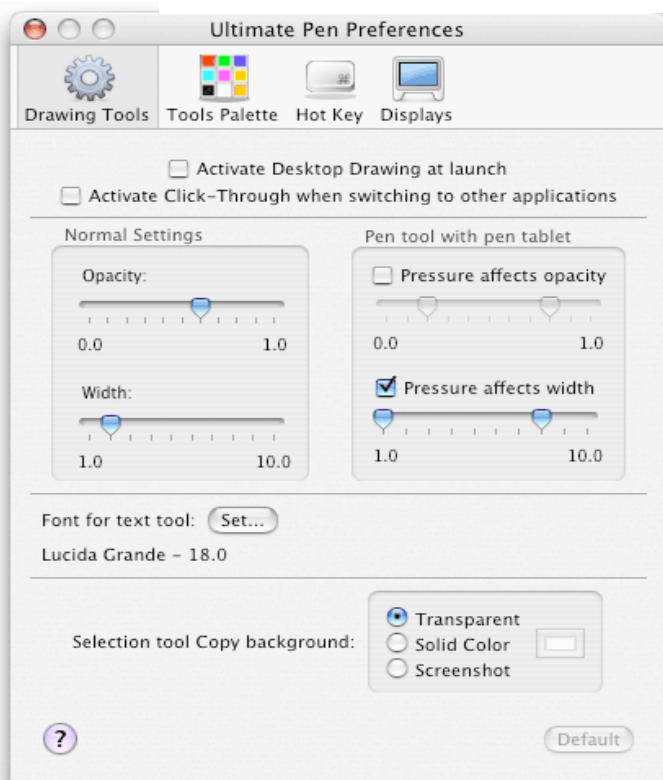 Ultimate Pen Preferences
Drawing Tools Tools Palette Hot Key Displays
Activate Desktop Drawing at launch
Activate Click-Through when switching to other applications
Normal Settings
Opacity:
0.0 1.0
Width:
1.0 10.0
Pen tool with pen tablet
Pressure affects opacity
0.0 1.0
Pressure affects width
1.0 10.0
Font for text tool: Set...
Lucida Grande - 18.0
Selection tool Copy background:
Transparent
Solid Color
Screenshot
? Default